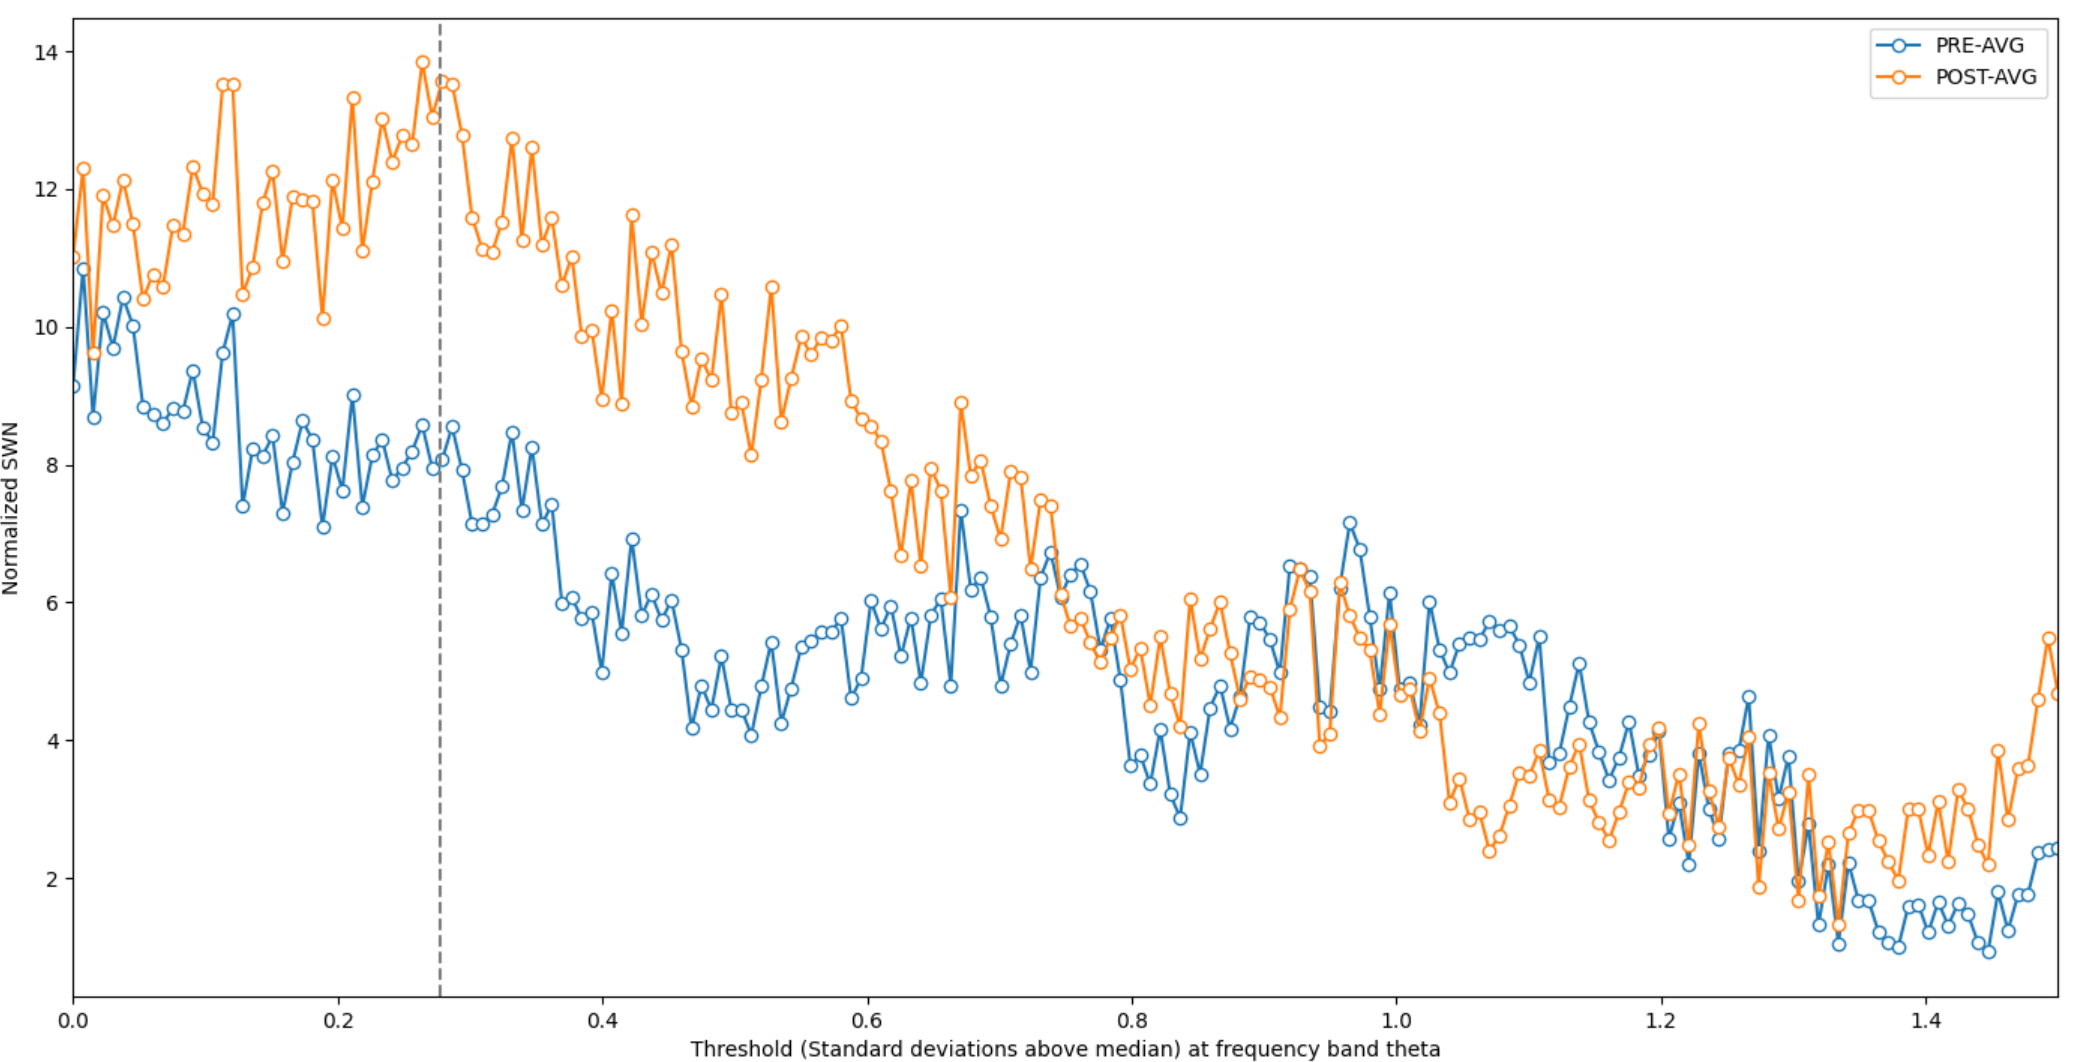 PRE-AVG
POST-AVG
Normalized SWN
14
12
10
8
6
4
2
0.0 0.2 0.4 0.6 0.8 1.0 1.2 1.4
Threshold (Standard deviations above median) at frequency band theta